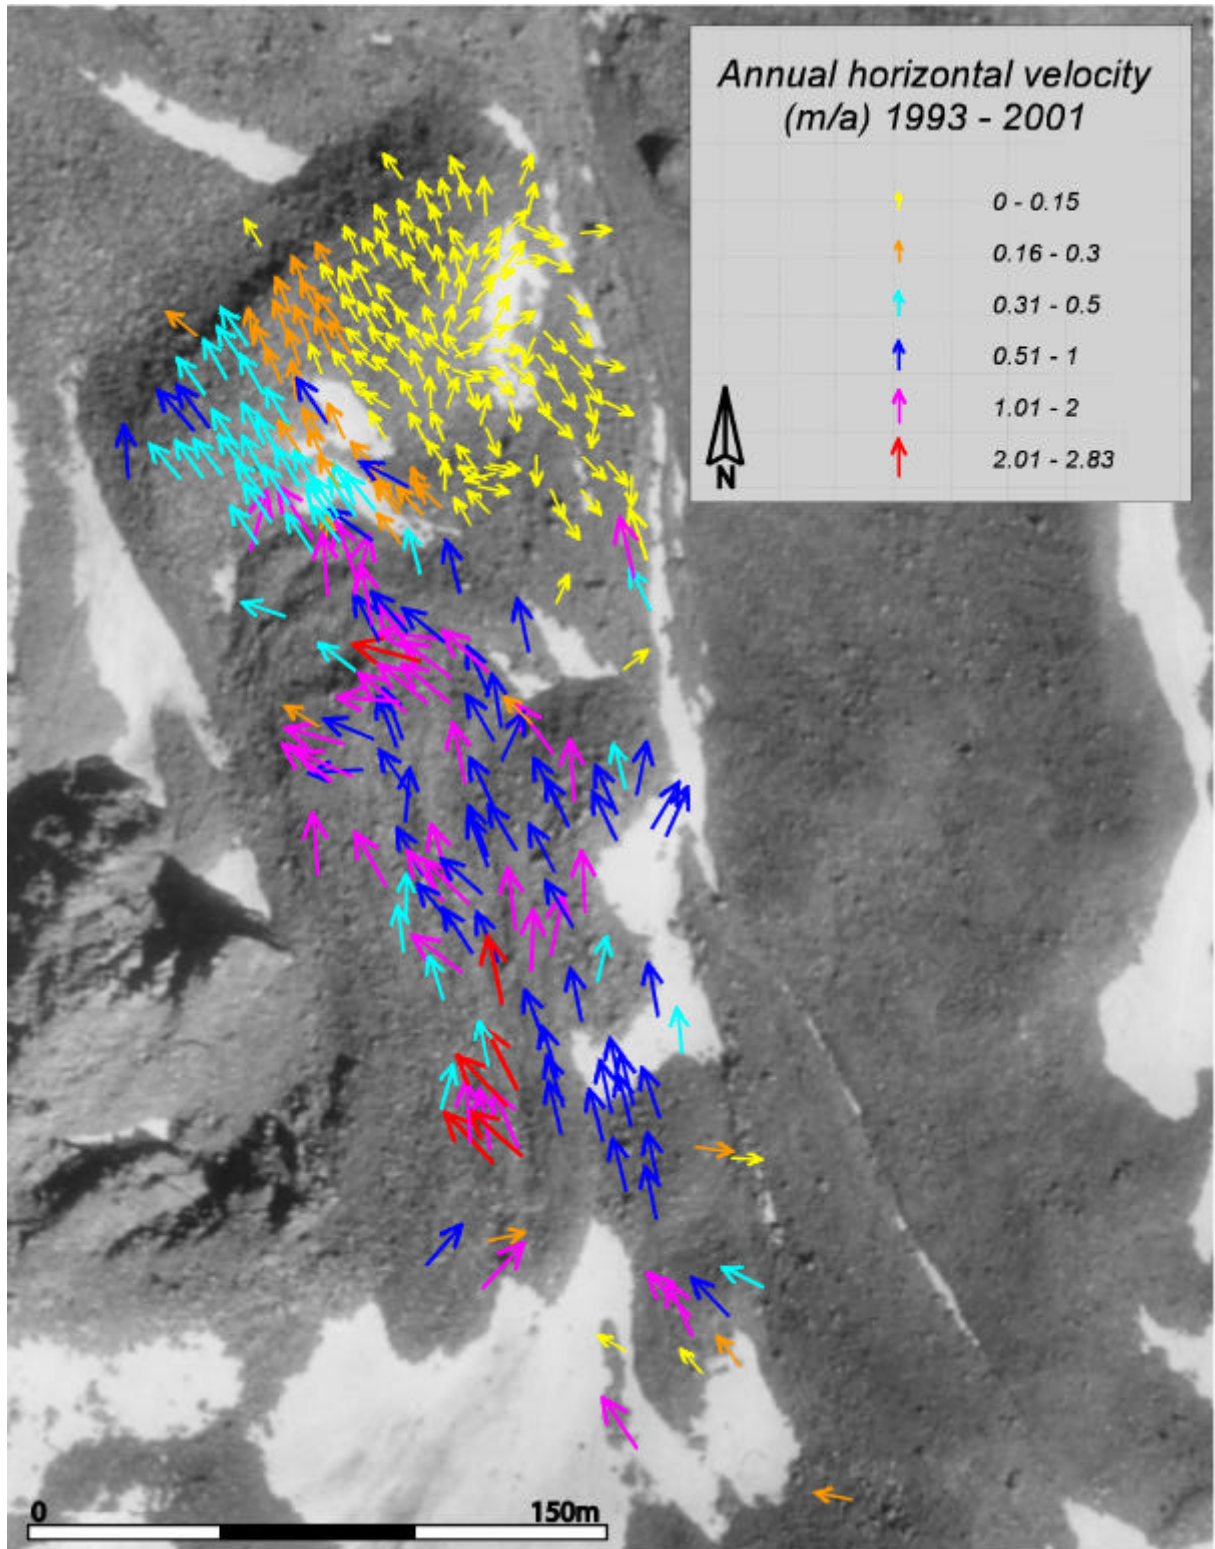 Annual horizontal velocity
(m/a) 1993 - 2001
0 - 0.15
0.16 - 0.3
0.31 - 0.5
0.51 - 1
1.01 - 2
2.01 - 2.83
N
0 150m